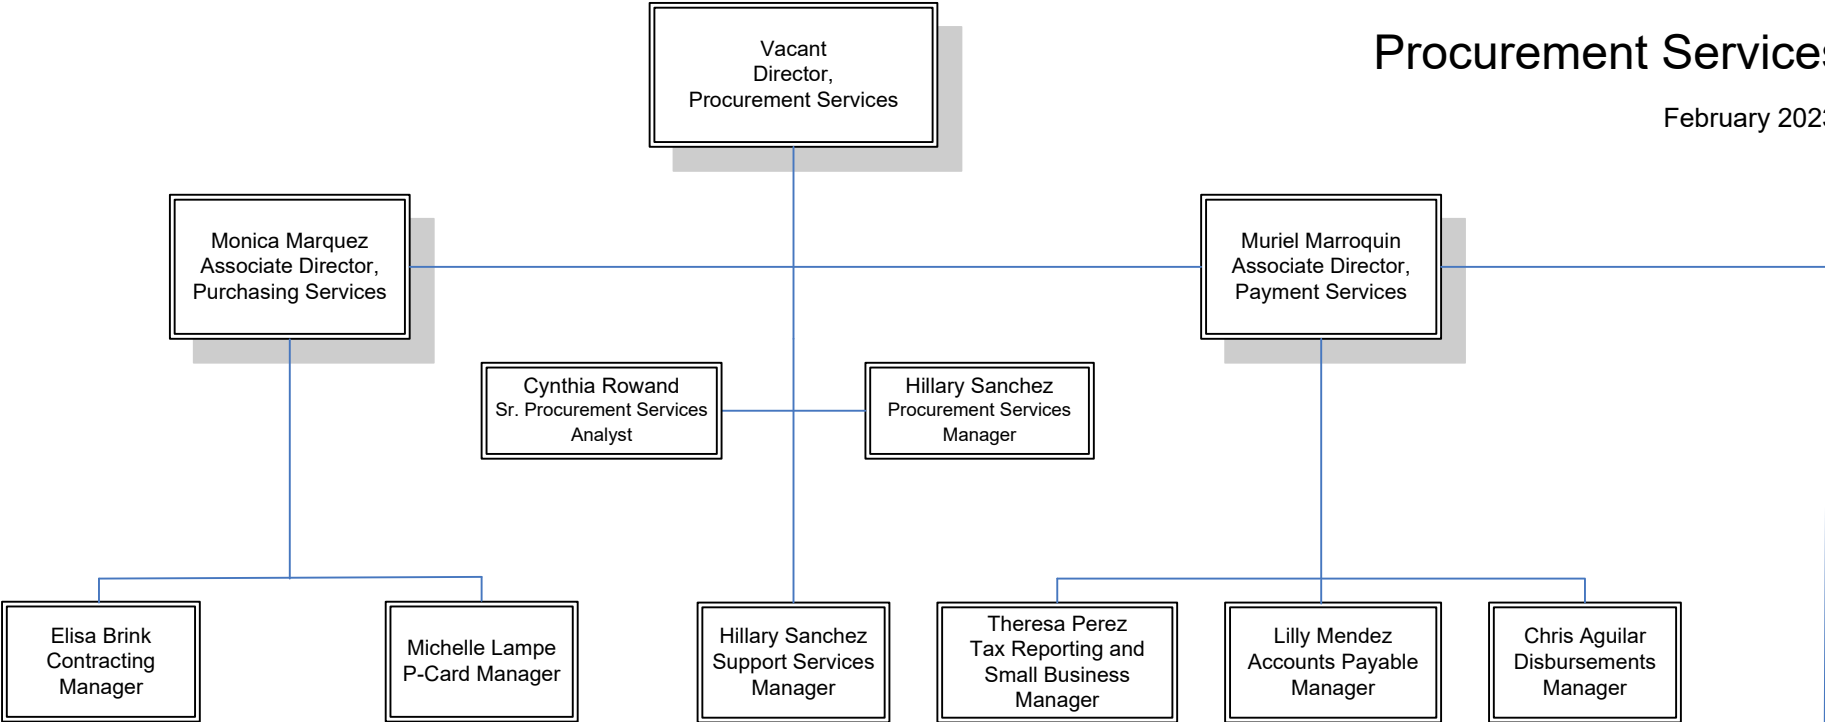 Vacant
Director,
Procurement Services
Procurement Services
February 2023
Monica Marquez
Associate Director,
Purchasing Services
Muriel Marroquin
Associate Director,
Payment Services
Cynthia Rowand
Sr. Procurement Services
Analyst
Hillary Sanchez
Procurement Services
Manager
Elisa Brink
Contracting
Manager
Michelle Lampe
P-Card Manager
Hillary Sanchez
Support Services
Manager
Theresa Perez
Tax Reporting and
Small Business
Manager
Lilly Mendez
Accounts Payable
Manager
Chris Aguilar
Disbursements
Manager